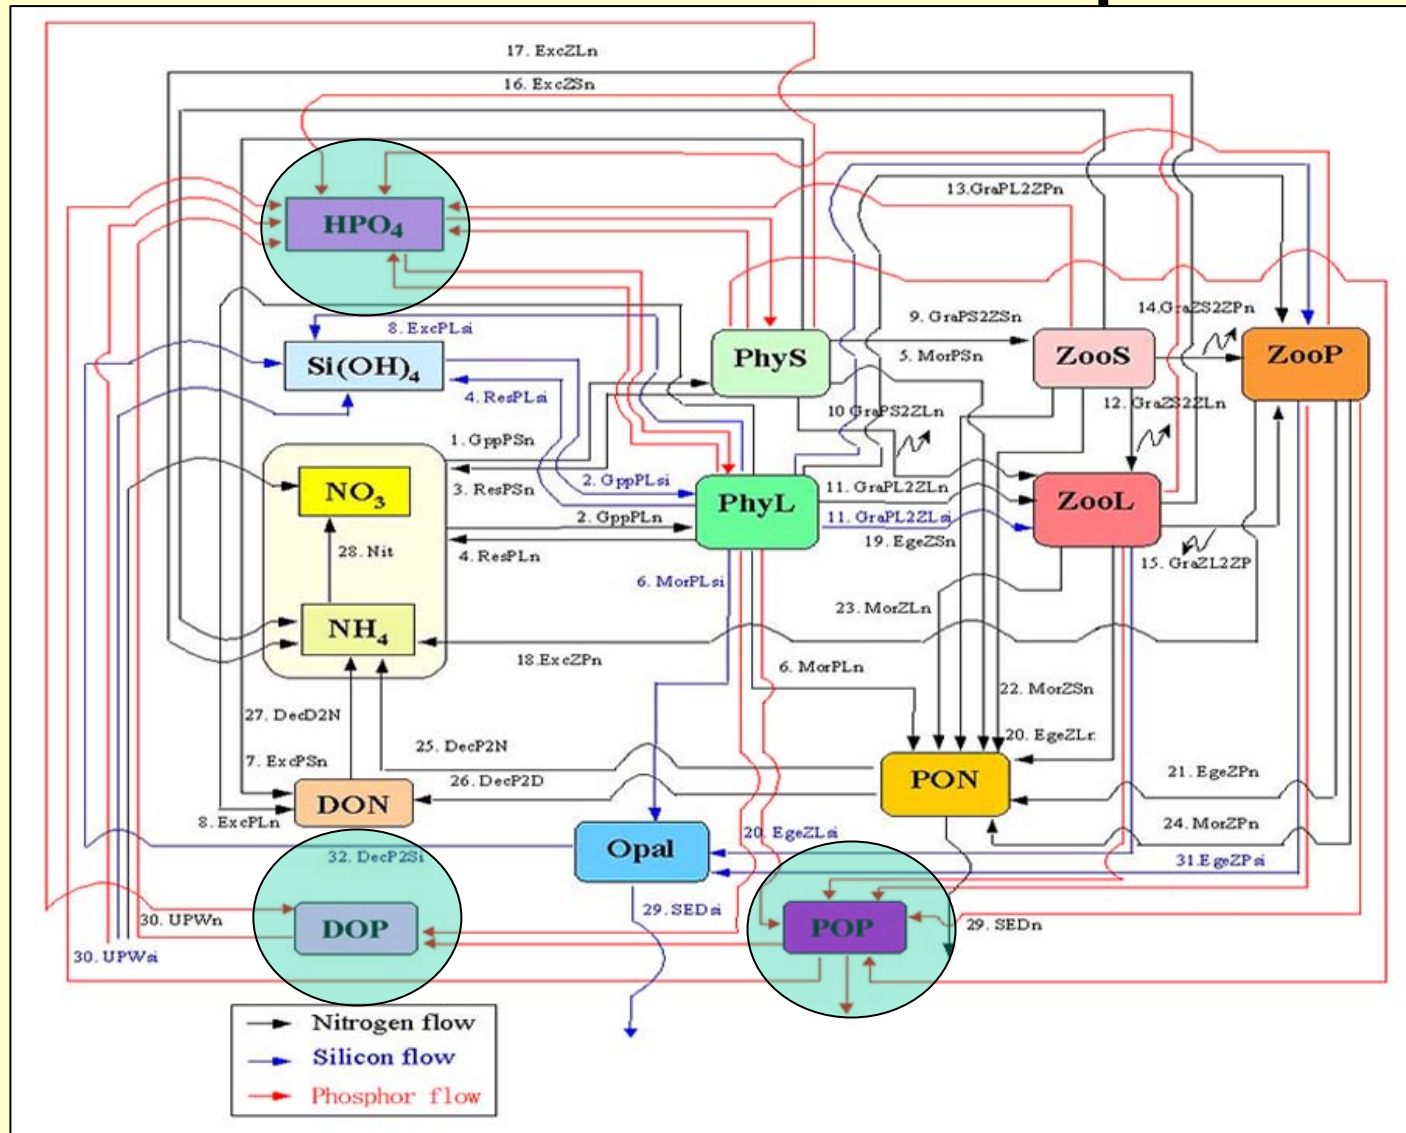 17. ExcZLn
16. ExcZSn
13.GraPL2ZPn
HPO4
14.GraZS2ZPn
9. GraPS2ZSn
8. ExcPLsi
PhyS
ZooS
ZooP
5. MorPSn
Si(OH)4
4. ResPLsi
12. GraZS2ZLn
10 GraPS2ZLn
1. GppPSn
NO3
3. ResPSn
2. GppPLsi
PhyL
11. GraPL2ZLn
ZooL
2. GppPLn
11. GraPL2ZLsi
19. EgeZSn
28. Nit
4. ResPLn
15. GraZL2ZP
6. MorPLsi
23. MorZLn
NH4
18.ExcZPn
6. MorPLn
22. MorZSn
27. DecD2N
20. EgeZLr.
25. DecP2N
7. ExcPSn
26. DecP2D
PON
21. EgeZPn
DON
8. ExcPLn
24. MorZPn
20. EgeZLsi
Opal
32. DecP2Si
31.EgeZPsi
29. SEDsi
30. UPWn
DOP
POP
29. SEDn
30. UPWsi
Nitrogen flow
Silicon flow
Phosphor flow